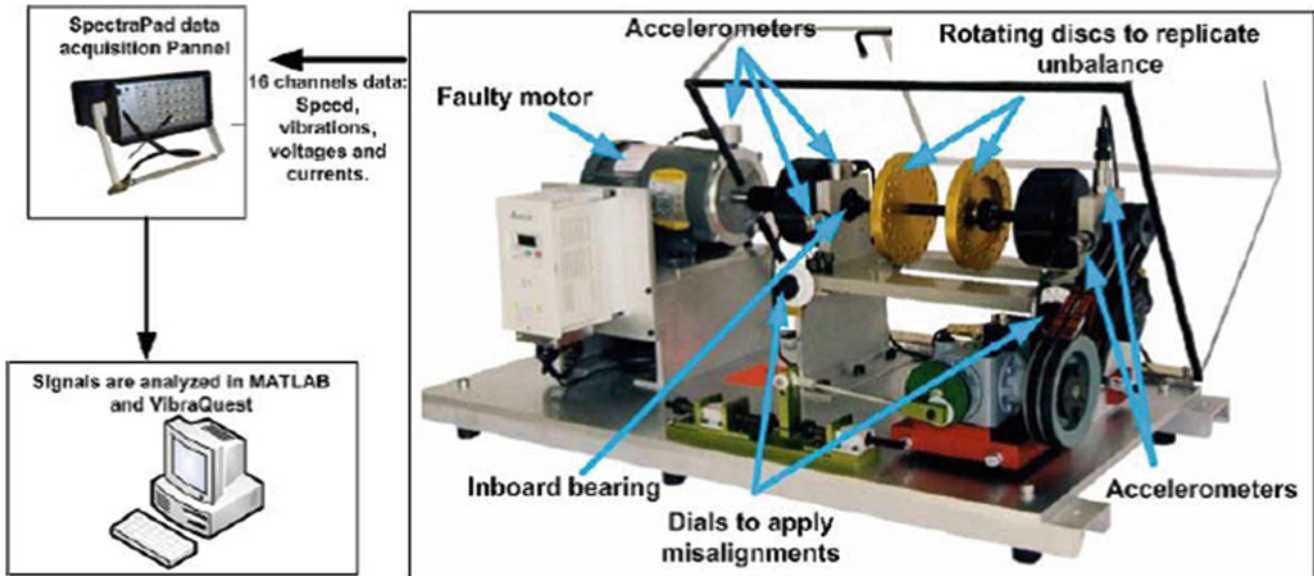 SpectraPad data
acquisition Pannel
16 channels data:
Speed,
vibrations,
voltages and
currents.
Signals are analyzed in MATLAB
and VibraQuest
Accelerometers
Rotating discs to replicate
unbalance
Faulty motor
Inboard bearing
Dials to apply
misalignments
Accelerometers